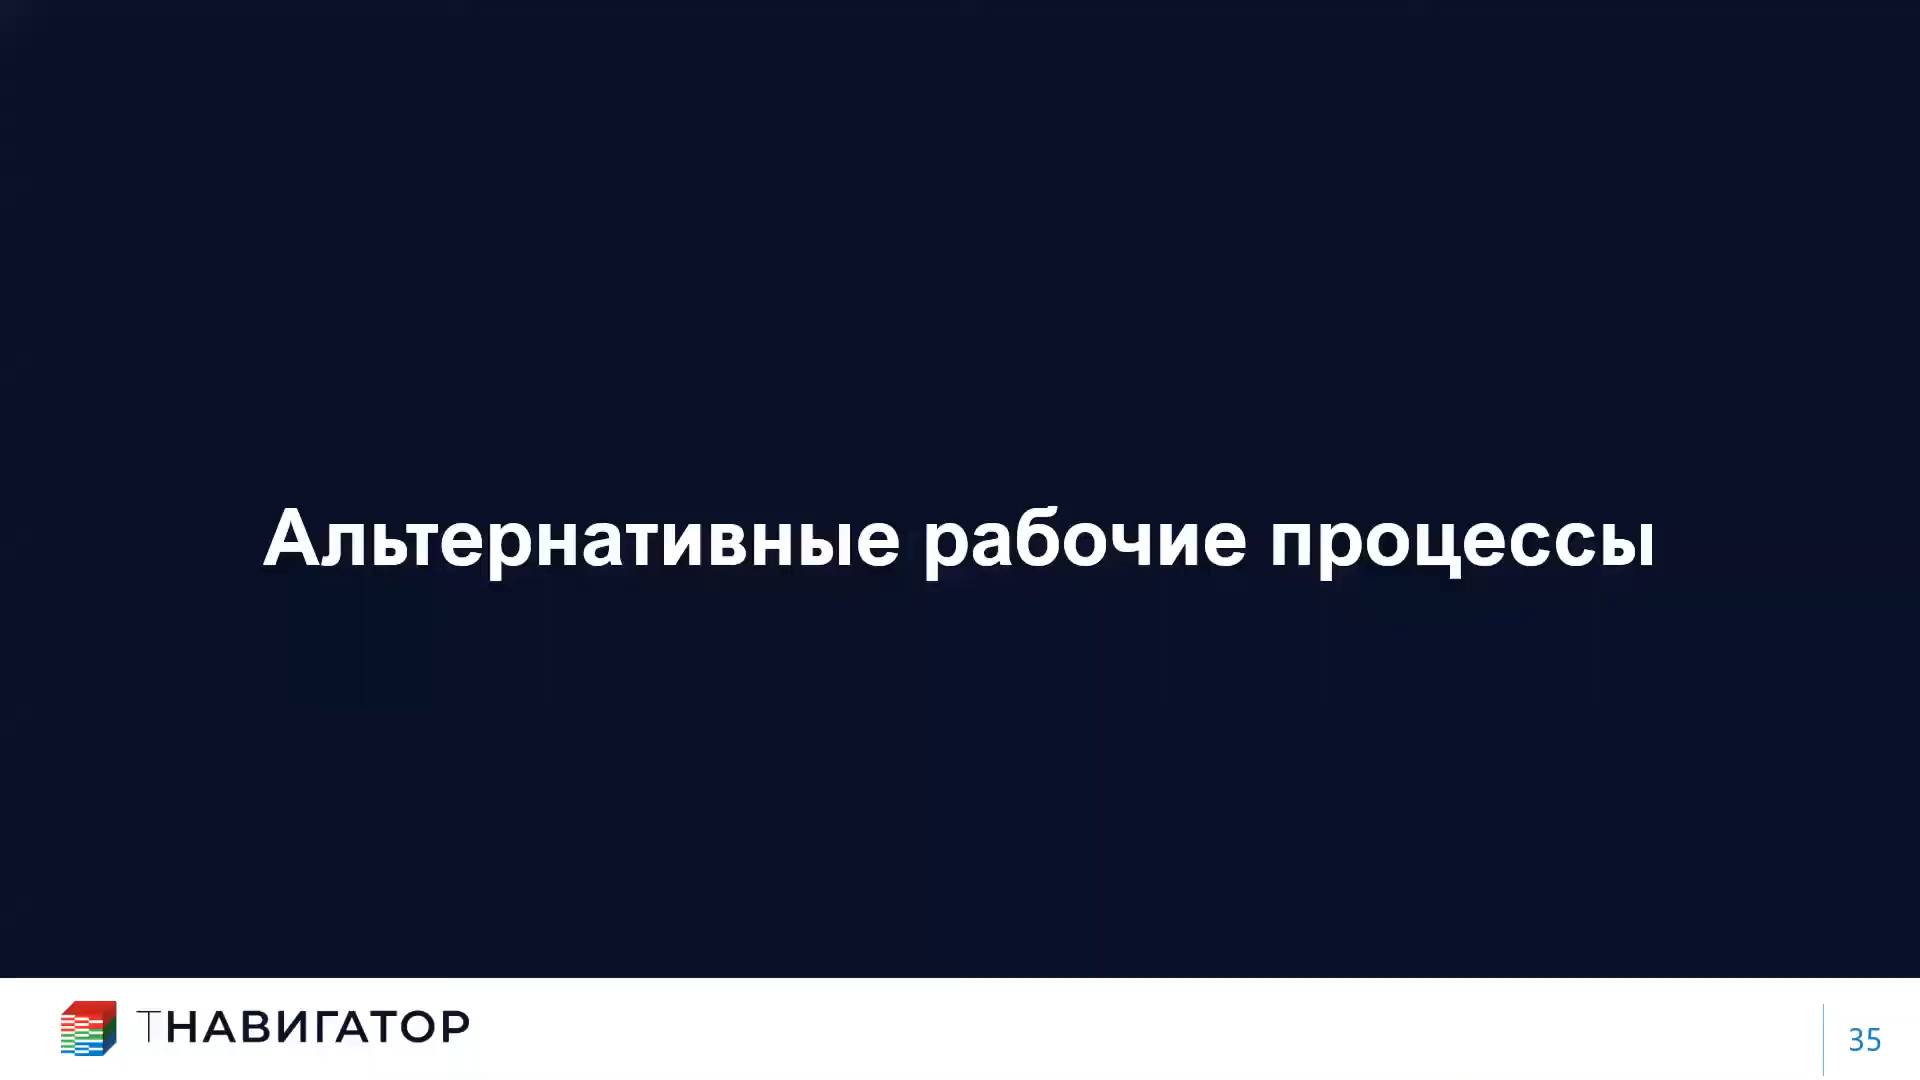 Альтернативные рабочие процессы
ТНАВИГАТОР
35